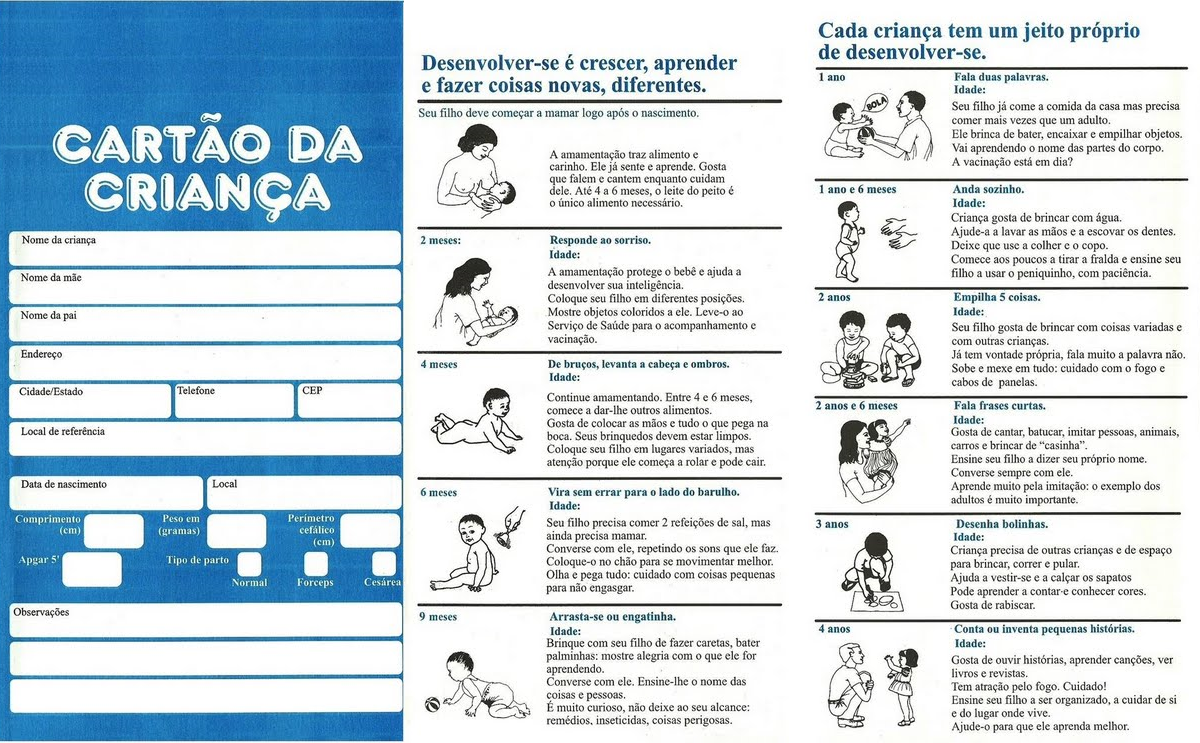 CARTÃO DA
CRIANÇA
Nome da criança
Nome da mãe
Nome da pai
Endereço
Cidade/Estado
Telefone
CEP
Local de referência
Data de nascimento
Local
Comprimento
(cm)
Peso em
(gramas)
Perímetro
cefálico
(cm)
Apgar 5'
Tipo de parto
Normal
Forceps
Cesárea
Observações
Desenvolver-se é crescer, aprender
e fazer coisas novas, diferentes.
Seu filho deve começar a mamar logo após o nascimento.
A amamentação traz alimento e
carinho. Ele já sente e aprende. Gosta
que falem e cantem enquanto cuidam
dele. Até 4 a 6 meses, o leite do peito é
o único alimento necessário.
2 meses:
Responde ao sorriso.
Idade:
A amamentação protege o bebê e ajuda a
desenvolver sua inteligência.
Coloque seu filho em diferentes posições.
Mostre objetos coloridos a ele. Leve-o ao
Serviço de Saúde para o acompanhamento e
vacinação.
4 meses
De bruços, levanta a cabeça e ombros.
Idade:
Continue amamentando. Entre 4 e 6 meses,
comece a dar-lhe outros alimentos.
Gosta de colocar as mãos e tudo o que pega na
boca. Seus brinquedos devem estar limpos.
Coloque seu filho em lugares variados, mas
atenção porque ele começa a rolar e pode cair.
6 meses
Vira sem errar para o lado do barulho.
Idade:
Seu filho precisa comer 2 refeições de sal, mas
ainda precisa mamar.
Converse com ele, repetindo os sons que ele faz.
Coloque-o no chão para se movimentar melhor.
Olha e pega tudo: cuidado com coisas pequenas
para não engasgar.
9 meses
Arrasta-se ou engatinha.
Idade:
Brinque com seu filho de fazer caretas, bater
palminhas: mostre alegria com o que ele for
aprendendo.
Converse com ele. Ensine-lhe o nome das
coisas e pessoas.
É muito curioso, não deixe ao seu alcance:
remédios, inseticidas, coisas perigosas.
Cada criança tem um jeito próprio
de desenvolver-se.
1 ano
Fala duas palavras.
Idade:
BOLA
Seu filho já come a comida da casa mas precisa
comer mais vezes que um adulto.
Ele brinca de bater, encaixar e empilhar objetos.
Vai aprendendo o nome das partes do corpo.
A vacinação está em dia?
1 ano e 6 meses
Anda sozinho.
Idade:
Criança gosta de brincar com água.
Ajude-a a lavar as mãos e a escovar os dentes.
Deixe que use a colher e o copo.
Comece aos poucos a tirar a fralda e ensine seu
filho a usar o peniquinho, com paciência.
2 anos
Empilha 5 coisas.
Idade:
Seu filho gosta de brincar com coisas variadas e
com outras crianças.
Já tem vontade própria, fala muito a palavra não.
Sobe e mexe em tudo: cuidado com o fogo e
cabos de panelas.
2 anos e 6 meses
Fala frases curtas.
Idade:
Gosta de cantar, batucar, imitar pessoas, animais,
carros e brincar de “casinha”.
Ensine seu filho a dizer seu próprio nome.
Converse sempre com ele.
Aprende muito pela imitação: o exemplo dos
adultos é muito importante.
3 anos
Desenha bolinhas.
Idade:
Criança precisa de outras crianças e de espaço
para brincar, correr e pular.
Ajuda a vestir-se e a calçar os sapatos
Pode aprender a contar e conhecer cores.
Gosta de rabiscar.
4 anos
Conta ou inventa pequenas histórias.
Idade:
Gosta de ouvir histórias, aprender canções, ver
livros e revistas.
Tem atração pelo fogo. Cuidado!
Ensine seu filho a ser organizado, a cuidar de si
e do lugar onde vive.
Ajude-o para que ele aprenda melhor.